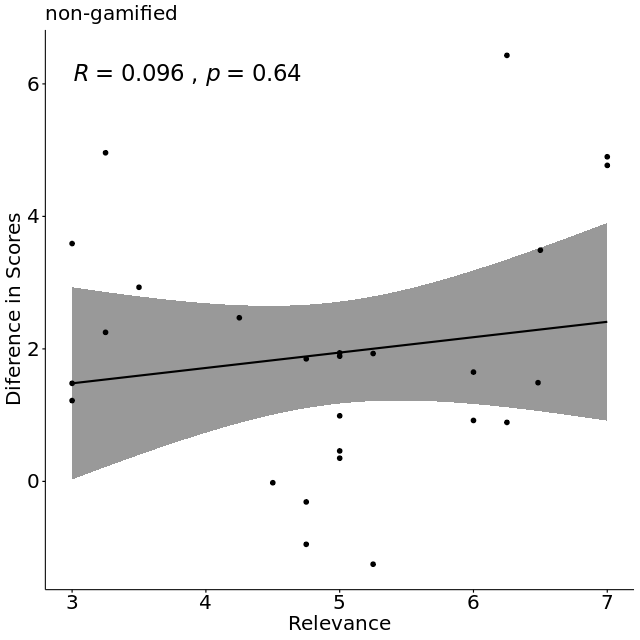 non-gamified
R = 0.096 , p = 0.64
Diference in Scores
6
4
2
0
3 4 5 6 7
Relevance